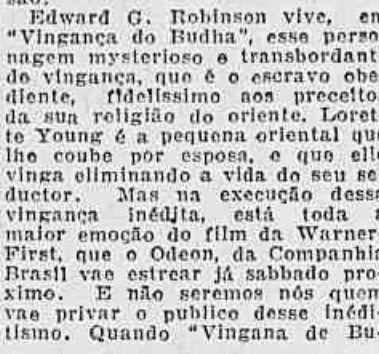 são.
Edward G. Robinson vive, en
"Vingança do Budha", esse perso
nagem mysterioso e transbordant
de vingança, que é o escravo obe
diente, fidelissimo aos preceito
da sua religião do oriente. Loret
te Young é a pequena oriental que
lhe coube por esposa, e que elle
vinga eliminando a vida do seu se
ductor. Mas na execução dess
vingança inédita, está toda a
maior emoção do film da Warner
First, que o Odeon, da Companhia
Brasil vae estrear já sabbado pro
ximo. E não seremos nós quem
vae privar o publico desse inédi-
tismo. Quando "Vingana de Bu-